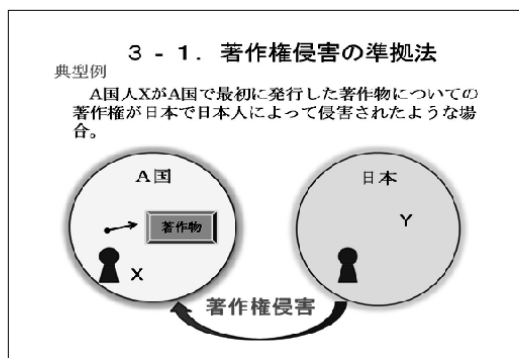 ３－１．著作権侵害の準拠法
典型例
A国人XがA国で最初に発行した著作物についての
著作権が日本で日本人によって侵害されたような場
合。
A国
日本
著作物
Y
X
著作権侵害